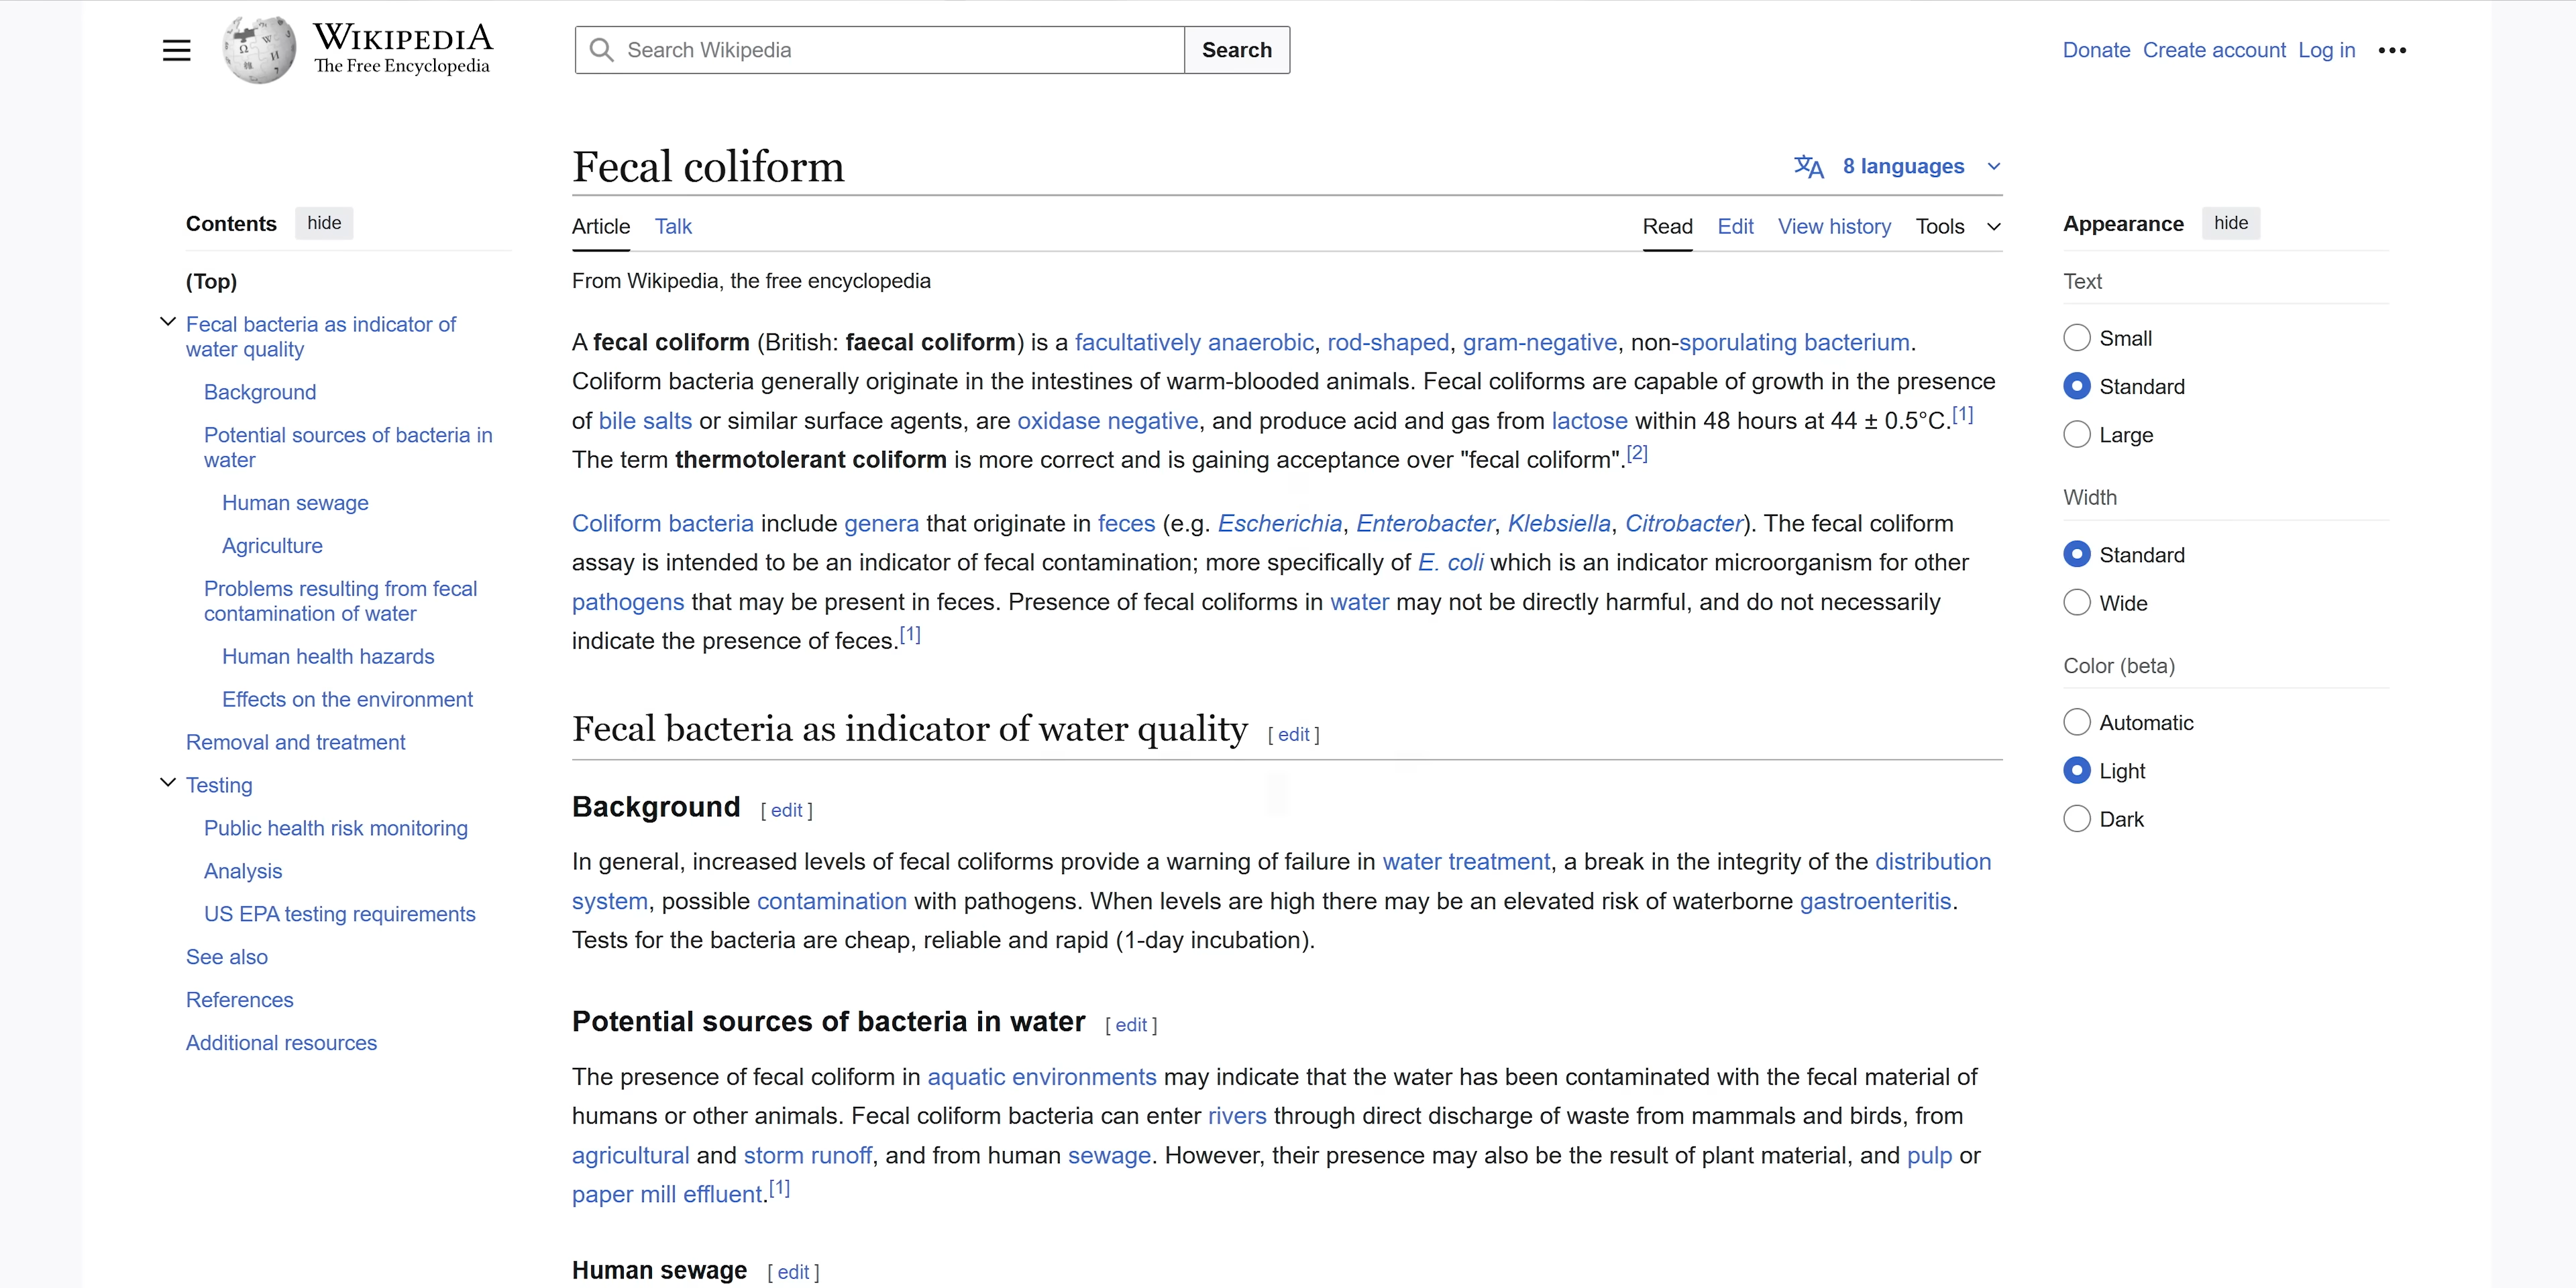 WIKIPEDIA
The Free Encyclopedia
Search Wikipedia
Search
Donate Create account Log in
Fecal coliform
8 languages
Contents hide
Article Talk
Read Edit View history Tools
Appearance hide
(Top)
Fecal bacteria as indicator of
water quality
Background
Potential sources of bacteria in
water
Human sewage
Agriculture
Problems resulting from fecal
contamination of water
Human health hazards
Effects on the environment
Removal and treatment
Testing
Public health risk monitoring
Analysis
US EPA testing requirements
See also
References
Additional resources
From Wikipedia, the free encyclopedia
A fecal coliform (British: faecal coliform) is a facultatively anaerobic, rod-shaped, gram-negative, non-sporulating bacterium.
Coliform bacteria generally originate in the intestines of warm-blooded animals. Fecal coliforms are capable of growth in the presence
of bile salts or similar surface agents, are oxidase negative, and produce acid and gas from lactose within 48 hours at 44 ± 0.5°C.[1]
The term thermotolerant coliform is more correct and is gaining acceptance over "fecal coliform".[2]
Coliform bacteria include genera that originate in feces (e.g. Escherichia, Enterobacter, Klebsiella, Citrobacter). The fecal coliform
assay is intended to be an indicator of fecal contamination; more specifically of E. coli which is an indicator microorganism for other
pathogens that may be present in feces. Presence of fecal coliforms in water may not be directly harmful, and do not necessarily
indicate the presence of feces.[1]
Fecal bacteria as indicator of water quality [ edit ]
Background [ edit ]
In general, increased levels of fecal coliforms provide a warning of failure in water treatment, a break in the integrity of the distribution
system, possible contamination with pathogens. When levels are high there may be an elevated risk of waterborne gastroenteritis.
Tests for the bacteria are cheap, reliable and rapid (1-day incubation).
Potential sources of bacteria in water [ edit ]
The presence of fecal coliform in aquatic environments may indicate that the water has been contaminated with the fecal material of
humans or other animals. Fecal coliform bacteria can enter rivers through direct discharge of waste from mammals and birds, from
agricultural and storm runoff, and from human sewage. However, their presence may also be the result of plant material, and pulp or
paper mill effluent.[1]
Human sewage [ edit ]
Text
Small
Standard
Large
Width
Standard
Wide
Color (beta)
Automatic
Light
Dark